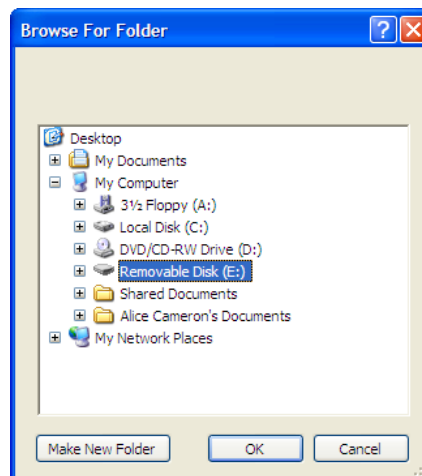 Browse For Folder
Desktop
My Documents
My Computer
3½ Floppy (A:)
Local Disk (C:)
DVD/CD-RW Drive (D:)
Removable Disk (E:)
Shared Documents
Alice Cameron's Documents
My Network Places
Make New Folder OK Cancel